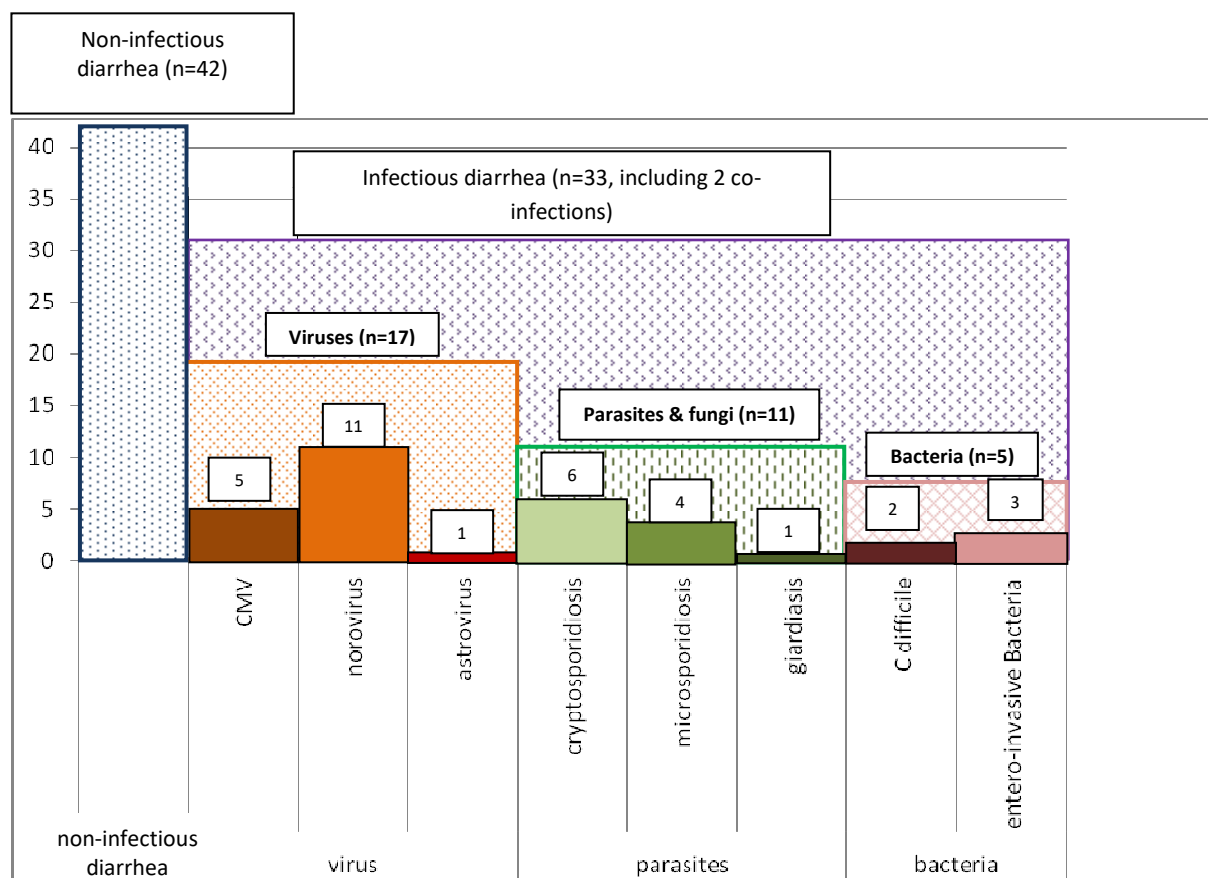 Non-infectious
diarrhea (n=42)
Infectious diarrhea (n=33, including 2 co-
infections)
40
35
30
25
20
15
10
5
0
Viruses (n=17)
Parasites & fungi (n=11)
Bacteria (n=5)
5
11
1
6
4
1
2
3
CMV
norovirus
astrovirus
cryptosporidiosis
microsporidiosis
giardiasis
C difficile
entero-invasive Bacteria
non-infectious
diarrhea
virus
parasites
bacteria